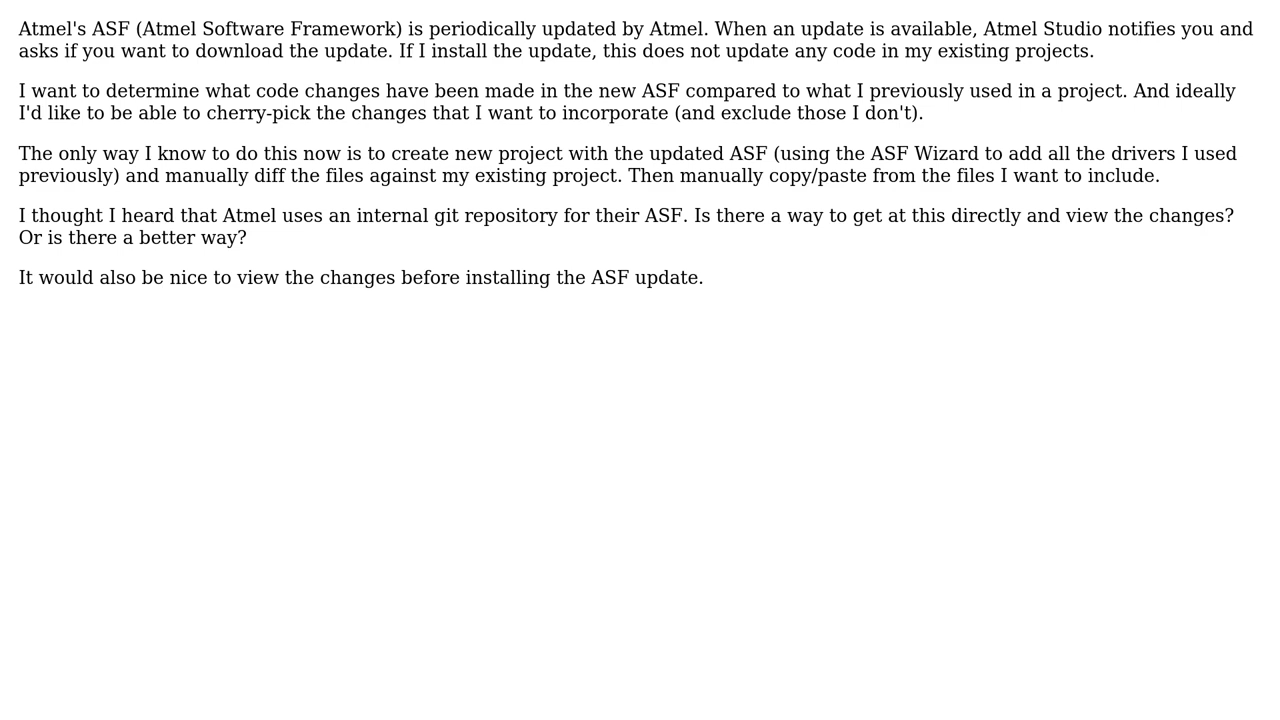 Atmel's ASF (Atmel Software Framework) is periodically updated by Atmel. When an update is available, Atmel Studio notifies you and
asks if you want to download the update. If I install the update, this does not update any code in my existing projects.
I want to determine what code changes have been made in the new ASF compared to what I previously used in a project. And ideally
I'd like to be able to cherry-pick the changes that I want to incorporate (and exclude those I don't).
The only way I know to do this now is to create new project with the updated ASF (using the ASF Wizard to add all the drivers I used
previously) and manually diff the files against my existing project. Then manually copy/paste from the files I want to include.
I thought I heard that Atmel uses an internal git repository for their ASF. Is there a way to get at this directly and view the changes?
Or is there a better way?
It would also be nice to view the changes before installing the ASF update.